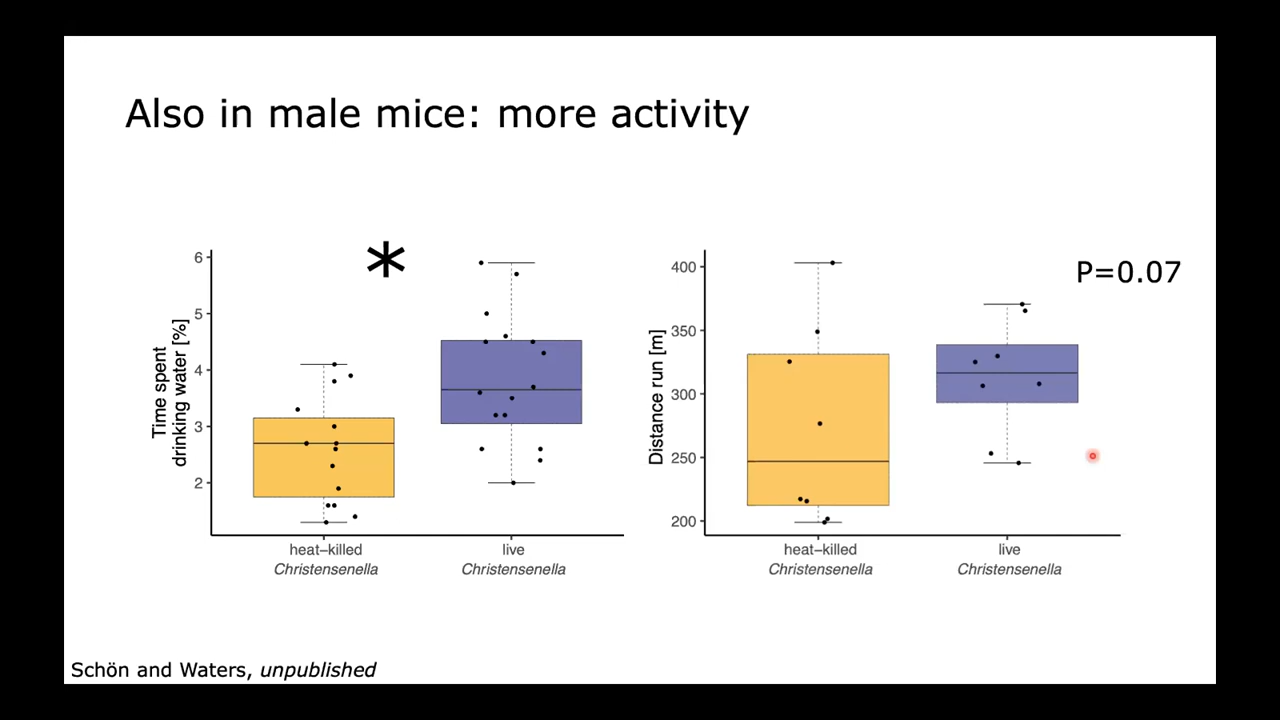 Also in male mice: more activity
*
Time spent
drinking water [%]
6
5
4
3
2
heat–killed
Christensenella
live
Christensenella
P=0.07
Distance run [m]
400
350
300
250
200
heat–killed
Christensenella
live
Christensenella
Schön and Waters, unpublished